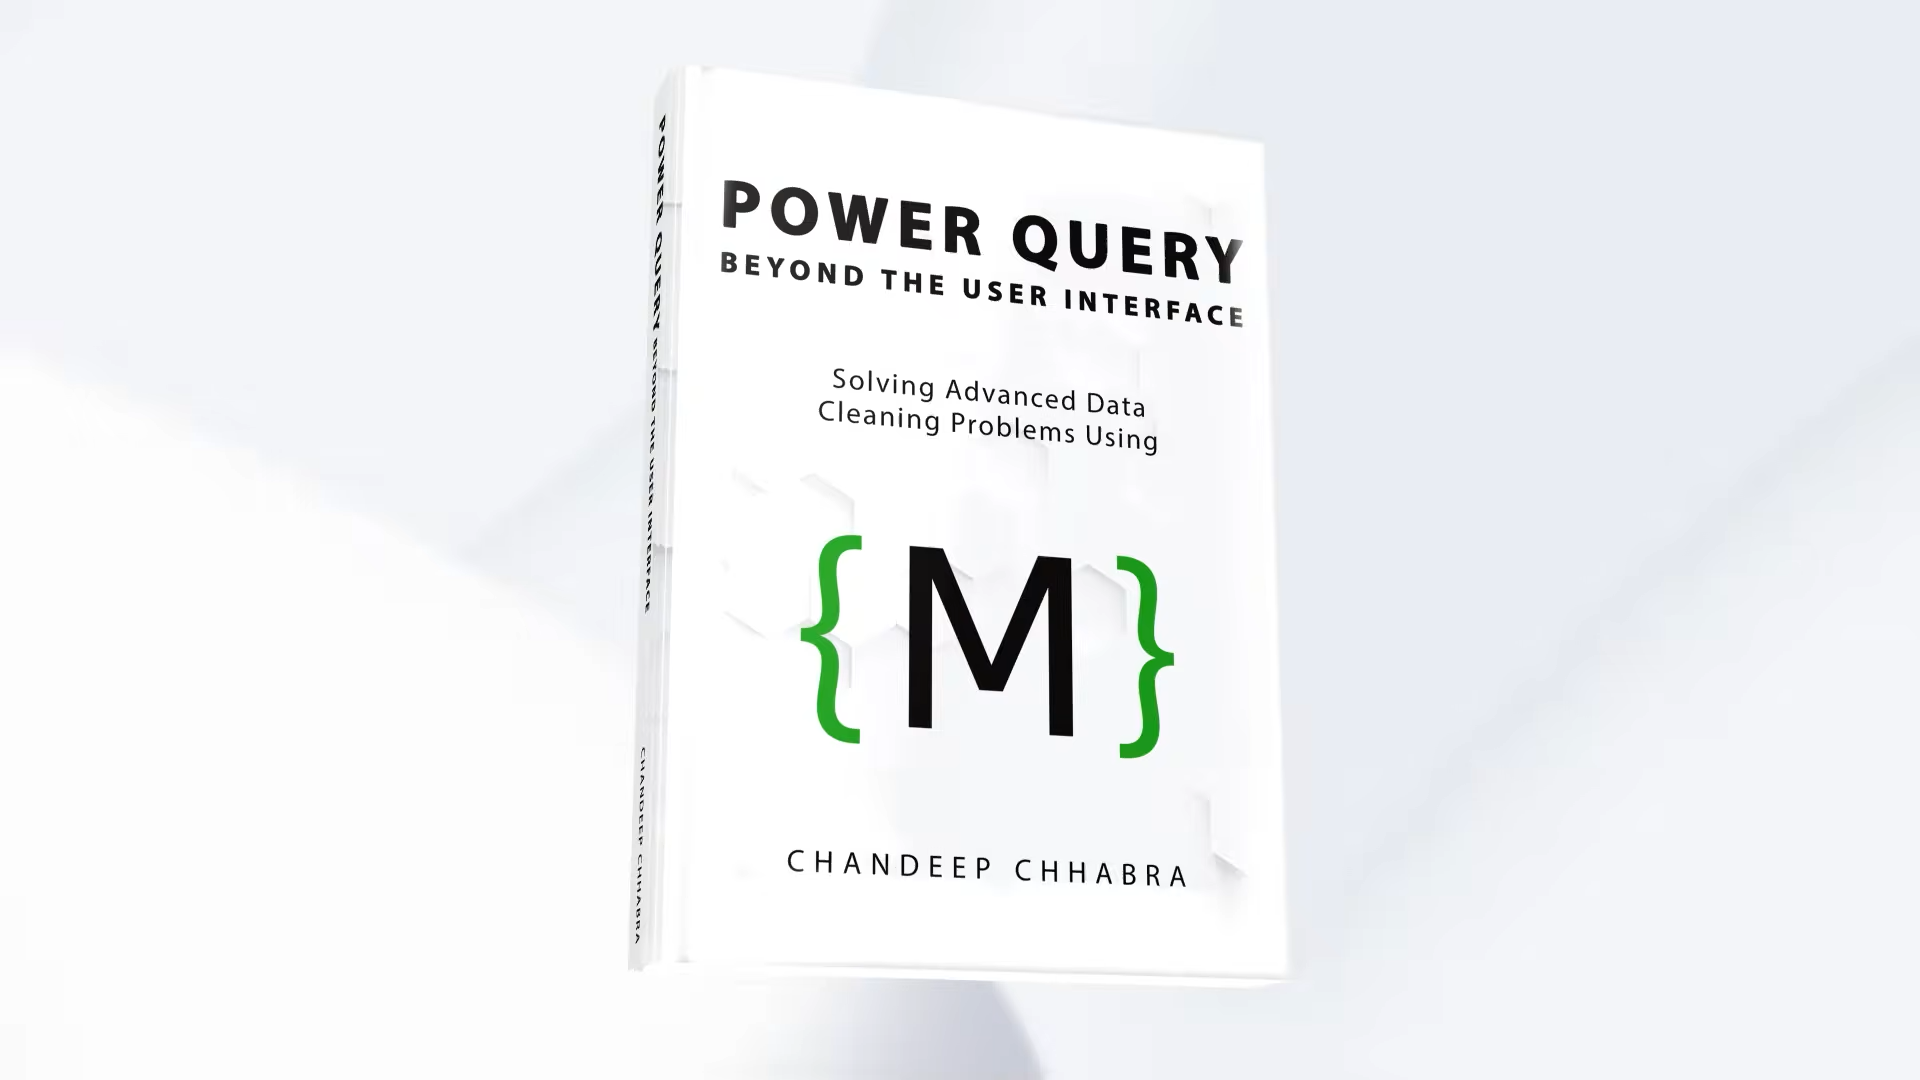 POWER QUERY
BEYOND THE USER INTERFACE
Solving Advanced Data
Cleaning Problems Using
{M}
CHANDEEP CHHABRA
POWER QUERY BEYOND THE USER INTERFACE
CHANDEEP CHHABRA